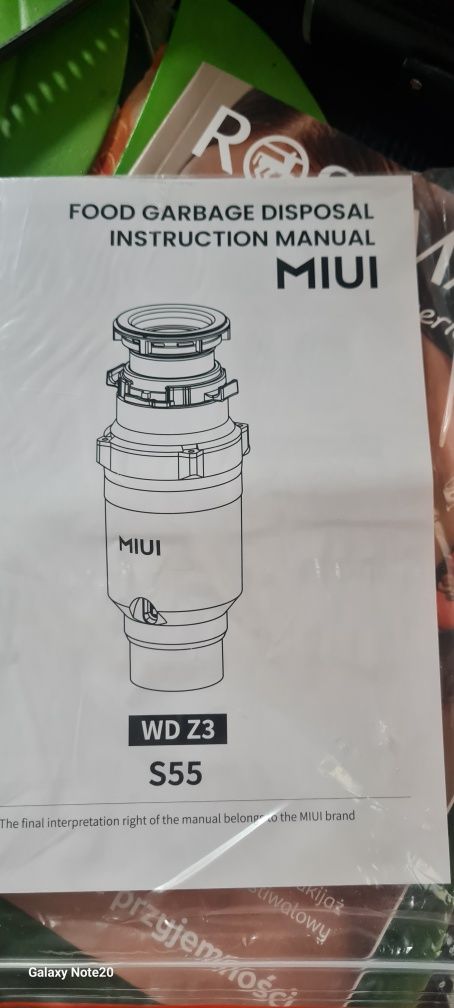 FOOD GARBAGE DISPOSAL
INSTRUCTION MANUAL
MIUI
MIUI
WD Z3
S55
The final interpretation right of the manual belongs to the MIUI brand
przyjemności
Galaxy Note20